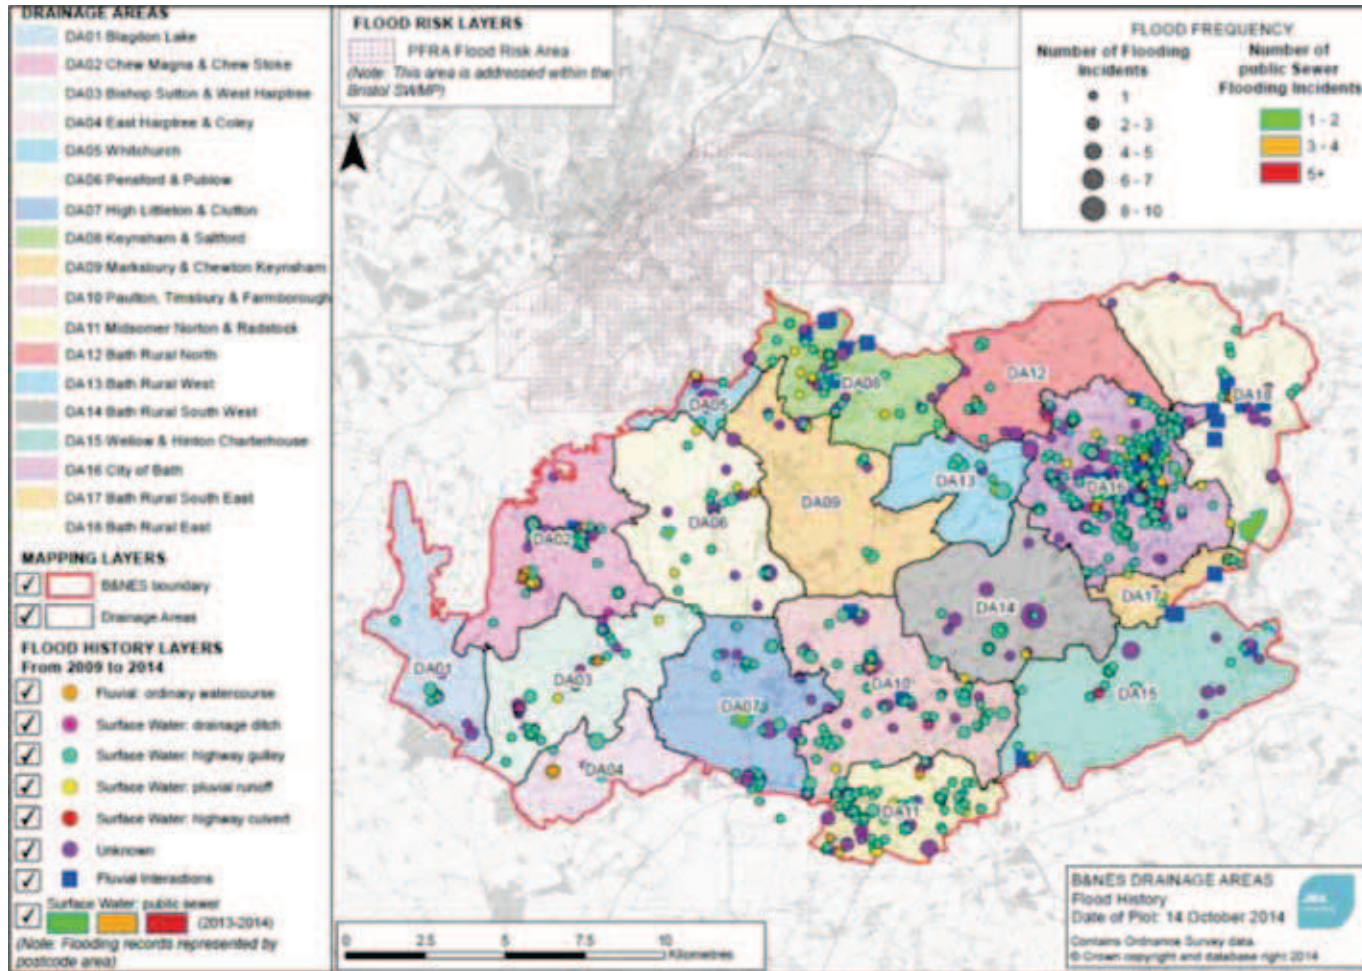 DRAINAGE AREAS
DA01 Blagdon Lake
DA02 Chew Magna & Chew Stoke
DA03 Bishop Sutton & West Harptree
DA04 East Harptree & Coley
DA05 Whitchurch
DA06 Pensford & Publow
DA07 High Littleton & Clutton
DA08 Keynsham & Saltford
DA09 Marksbury & Chewton Keynsham
DA10 Paulton, Timsbury & Farmborough
DA11 Midsomer Norton & Radstock
DA12 Bath Rural North
DA13 Bath Rural West
DA14 Bath Rural South West
DA15 Wellow & Hinton Charterhouse
DA16 City of Bath
DA17 Bath Rural South East
DA18 Bath Rural East
MAPPING LAYERS
B&NES boundary
Drainage Areas
FLOOD HISTORY LAYERS
From 2009 to 2014
Fluvial: ordinary watercourse
Surface Water: drainage ditch
Surface Water: highway gulley
Surface Water: pluvial runoff
Surface Water: highway culvert
Unknown
Fluvial Interactions
Surface Water: public sewer
(2013-2014)
(Note: Flooding records represented by
postcode area)
FLOOD RISK LAYERS
PFRA Flood Risk Area
(Note: This area is addressed within the
Bristol SWMP)
N
FLOOD FREQUENCY
Number of Flooding
Incidents
1
2 - 3
4 - 5
6 - 7
8 - 10
Number of
public Sewer
Flooding Incidents
1 - 2
3 - 4
5+
DA08
DA12
DA05
DA18
DA13
DA16
DA09
DA06
DA02
DA17
DA14
DA01
DA03
DA10
DA15
DA07
DA04
DA11
0 2.5 5 7.5 10
Kilometres
B&NES DRAINAGE AREAS
Flood History
Date of Plot: 14 October 2014
Contains Ordnance Survey data.
© Crown copyright and database right 2014
JBA